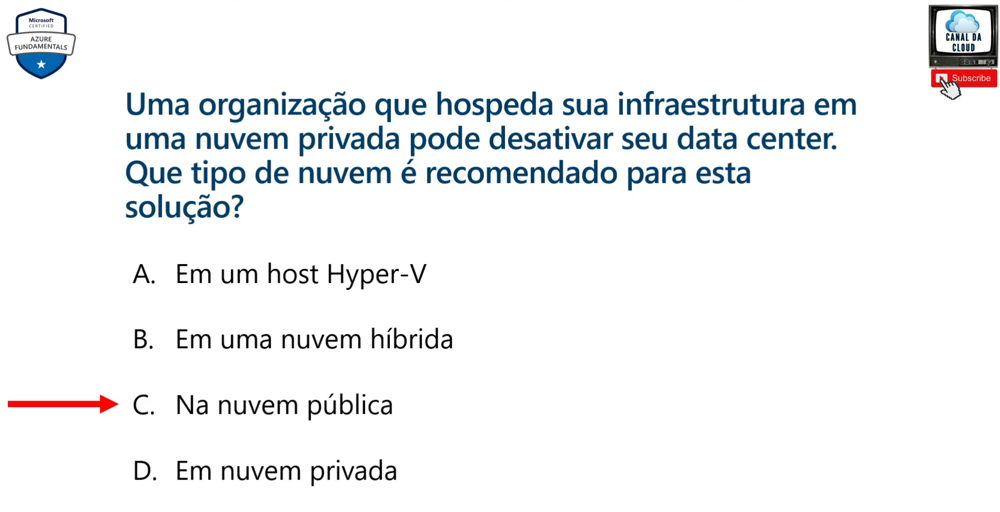 Microsoft
CERTIFIED
AZURE
FUNDAMENTALS
CANAL DA
CLOUD
Subscribe
Uma organização que hospeda sua infraestrutura em
uma nuvem privada pode desativar seu data center.
Que tipo de nuvem é recomendado para esta
solução?
A. Em um host Hyper-V
B. Em uma nuvem híbrida
C. Na nuvem pública
D. Em nuvem privada